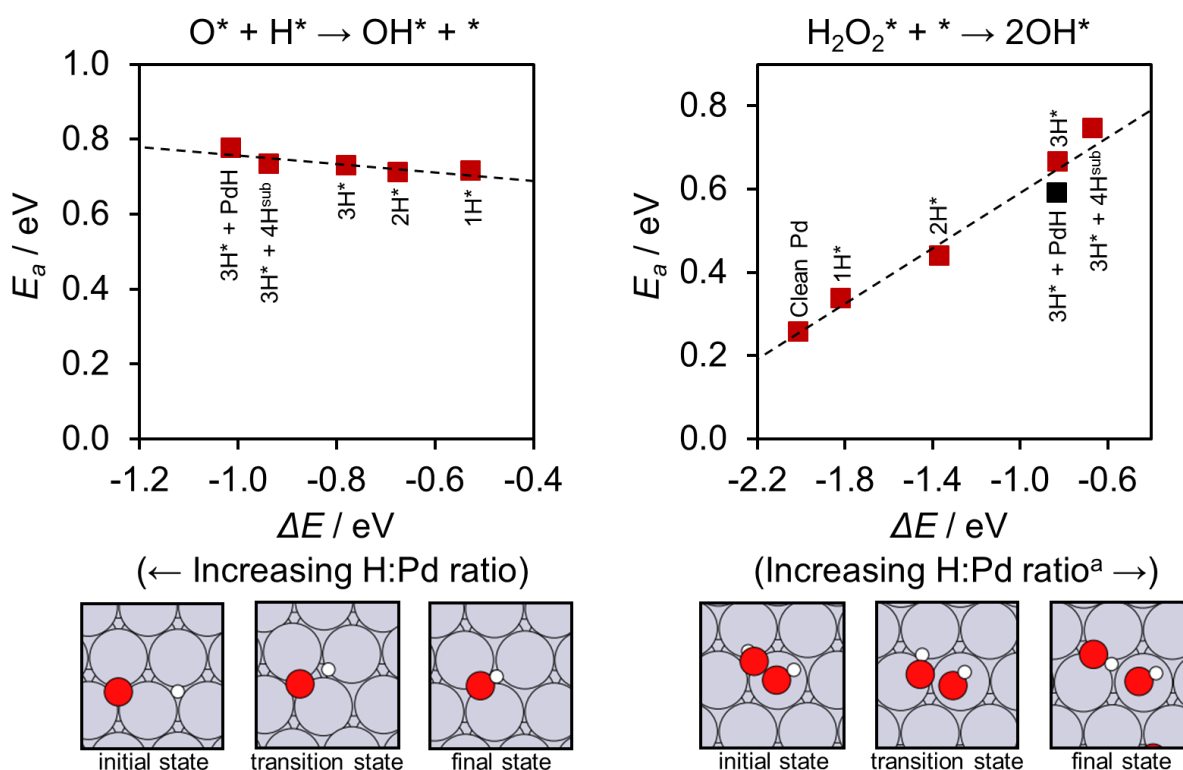 O* + H* → OH* + *
1.0
0.8
0.6
0.4
0.2
0.0
E_a / eV
3H* + PdH
3H* + 4H^sub
3H*
2H*
1H*
-1.2 -1.0 -0.8 -0.6 -0.4
ΔE / eV
(← Increasing H:Pd ratio)
initial state transition state final state
H₂O₂* + * → 2OH*
0.8
0.6
0.4
0.2
0.0
E_a / eV
Clean Pd
1H*
2H*
3H*
3H* + PdH
3H* + 4H^sub
-2.2 -1.8 -1.4 -1.0 -0.6
ΔE / eV
(Increasing H:Pd ratioᵃ →)
initial state transition state final state